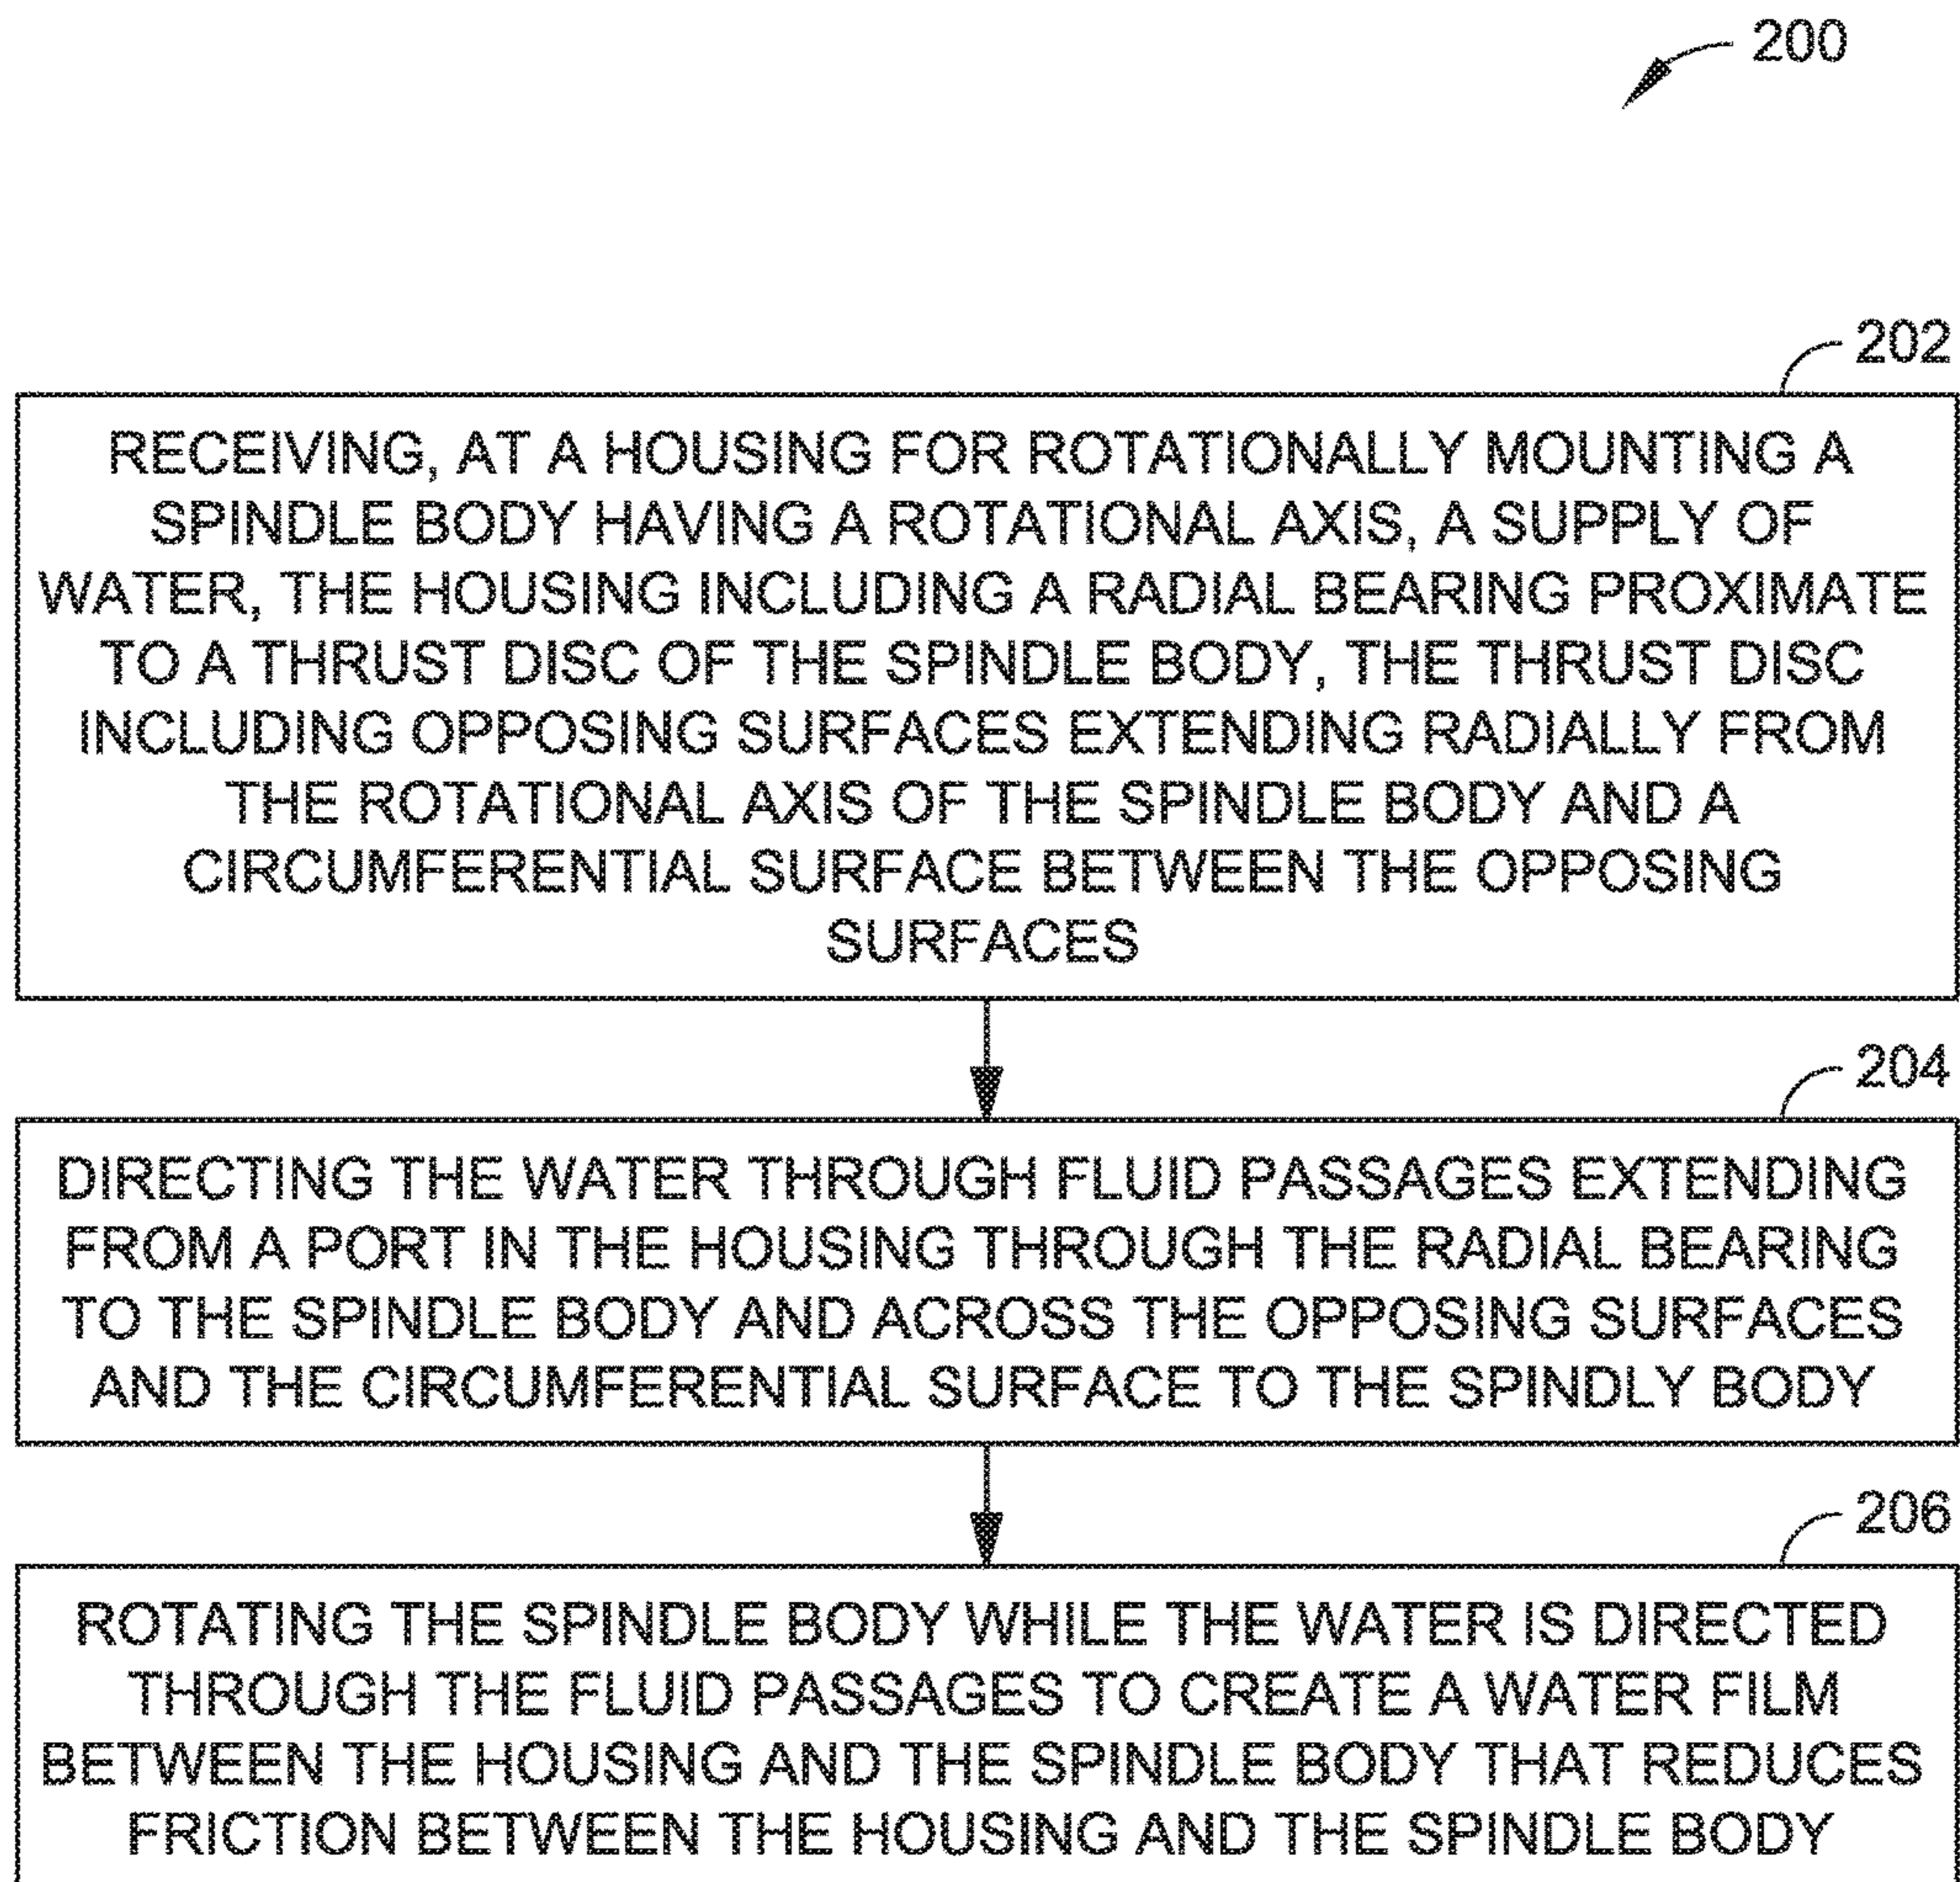 200
202
RECEIVING, AT A HOUSING FOR ROTATIONALLY MOUNTING A
SPINDLE BODY HAVING A ROTATIONAL AXIS, A SUPPLY OF
WATER, THE HOUSING INCLUDING A RADIAL BEARING PROXIMATE
TO A THRUST DISC OF THE SPINDLE BODY, THE THRUST DISC
INCLUDING OPPOSING SURFACES EXTENDING RADIALLY FROM
THE ROTATIONAL AXIS OF THE SPINDLE BODY AND A
CIRCUMFERENTIAL SURFACE BETWEEN THE OPPOSING
SURFACES
204
DIRECTING THE WATER THROUGH FLUID PASSAGES EXTENDING
FROM A PORT IN THE HOUSING THROUGH THE RADIAL BEARING
TO THE SPINDLE BODY AND ACROSS THE OPPOSING SURFACES
AND THE CIRCUMFERENTIAL SURFACE TO THE SPINDLY BODY
206
ROTATING THE SPINDLE BODY WHILE THE WATER IS DIRECTED
THROUGH THE FLUID PASSAGES TO CREATE A WATER FILM
BETWEEN THE HOUSING AND THE SPINDLE BODY THAT REDUCES
FRICTION BETWEEN THE HOUSING AND THE SPINDLE BODY